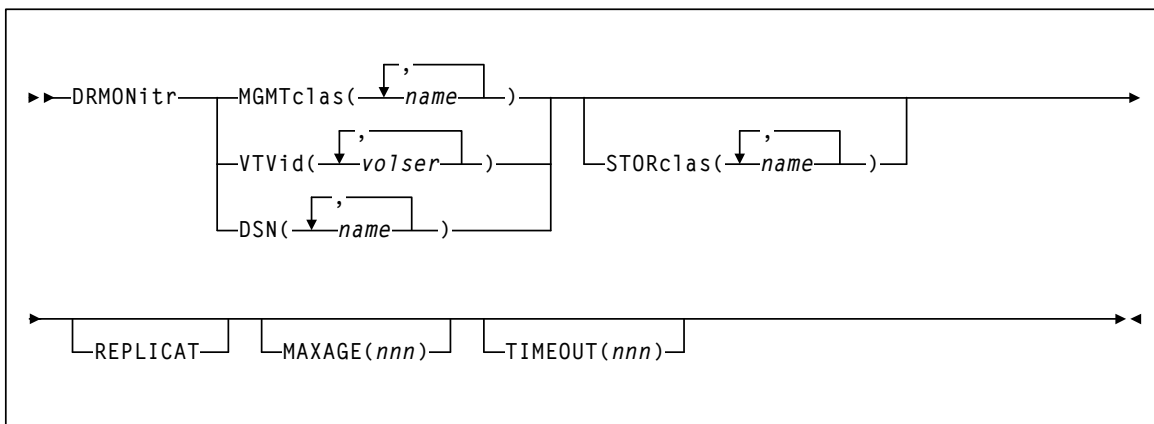 ,
DRMONitr MGMTclas( name )
, ,
VTVid( volser ) STORclas( name )
,
DSN( name )
REPLICAT MAXAGE(nnn) TIMEOUT(nnn)